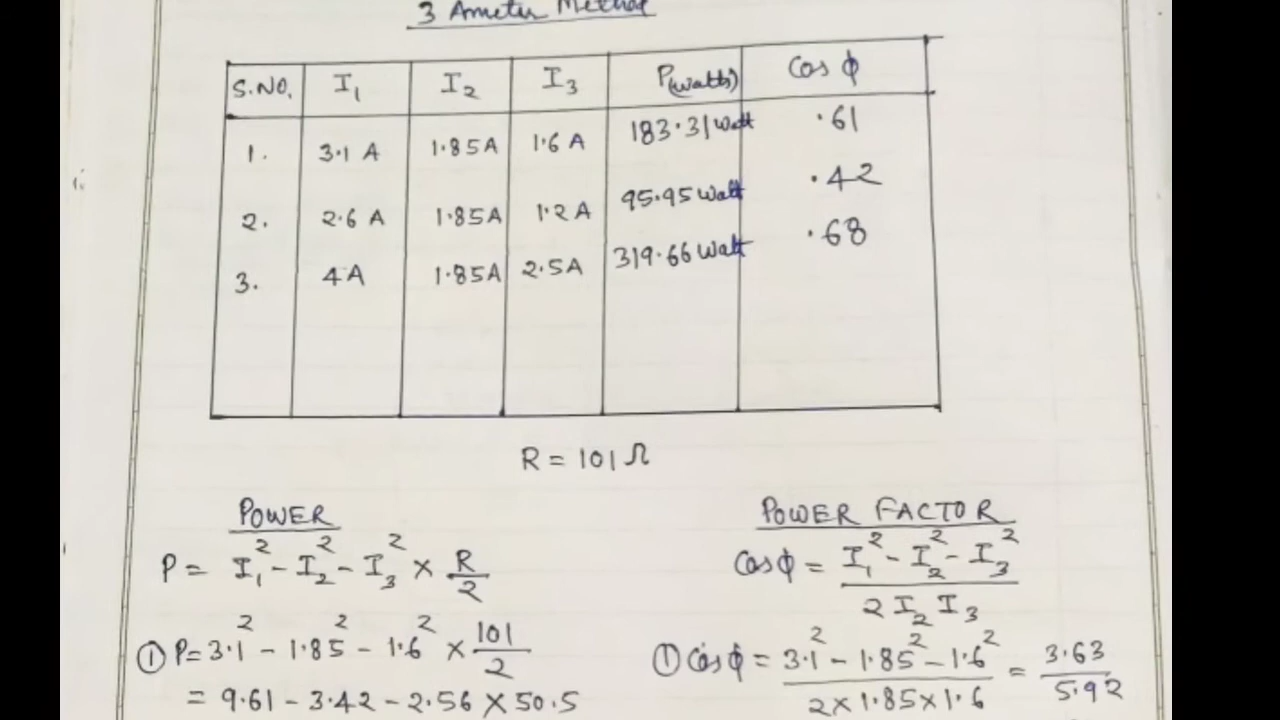 3 Ameter Method
S.NO. I₁ I₂ I₃ P(watts) Cos ϕ
1. 3.1 A 1.85A 1.6 A 183.31 Watt .61
2. 2.6 A 1.85A 1.2 A 95.95 Watt .42
3. 4A 1.85A 2.5A 319.66 Watt .68
R = 101 Ω
POWER
P = I₁² - I₂² - I₃² × R/2
① P = 3.1² - 1.85² - 1.6² × 101/2
= 9.61 - 3.42 - 2.56 × 50.5
POWER FACTOR
Cos ϕ = I₁² - I₂² - I₃² / 2 I₂ I₃
① Cos ϕ = 3.1² - 1.85² - 1.6² / 2 × 1.85 × 1.6 = 3.63 / 5.92